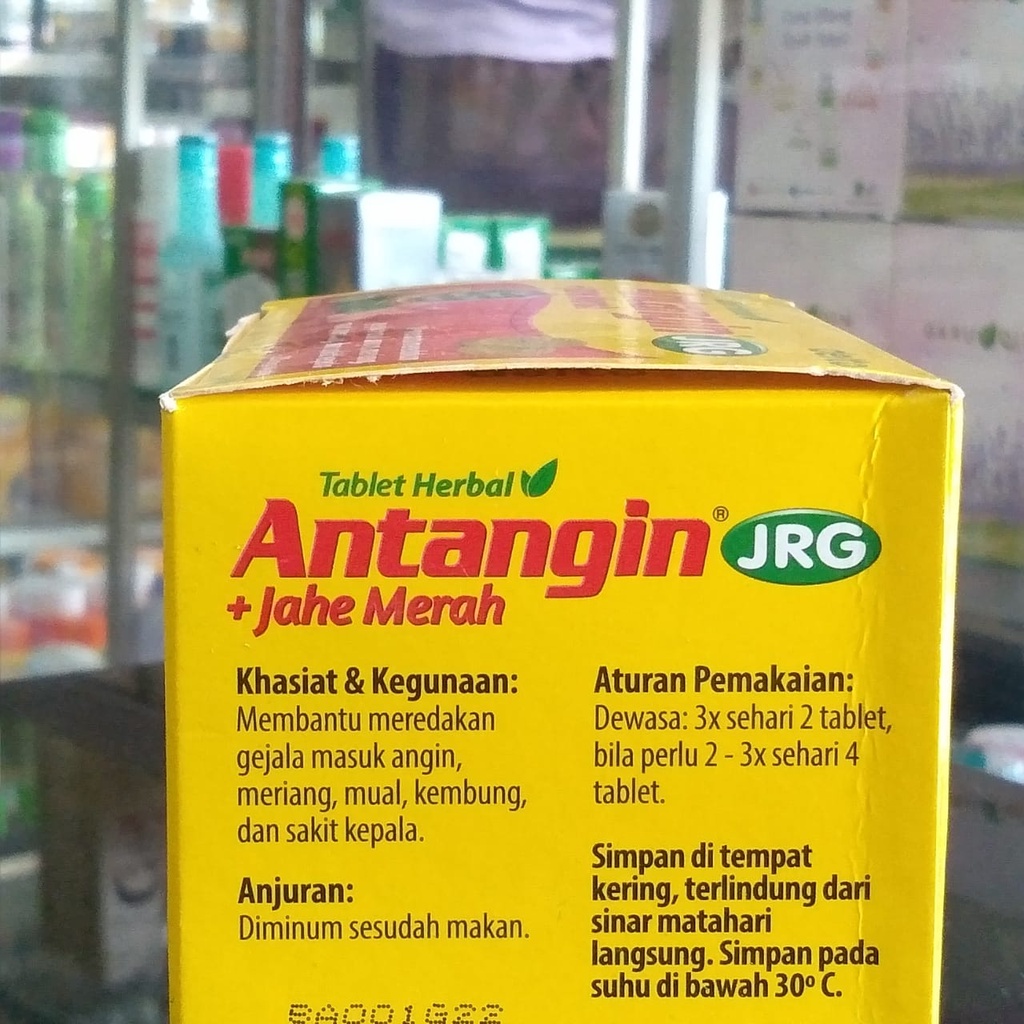 JRG
Tablet Herbal
Antangin® JRG
+ Jahe Merah
Khasiat & Kegunaan:
Membantu meredakan
gejala masuk angin,
meriang, mual, kembung,
dan sakit kepala.
Anjuran:
Diminum sesudah makan.
Aturan Pemakaian:
Dewasa: 3x sehari 2 tablet,
bila perlu 2 - 3x sehari 4
tablet.
Simpan di tempat
kering, terlindung dari
sinar matahari
langsung. Simpan pada
suhu di bawah 30º C.